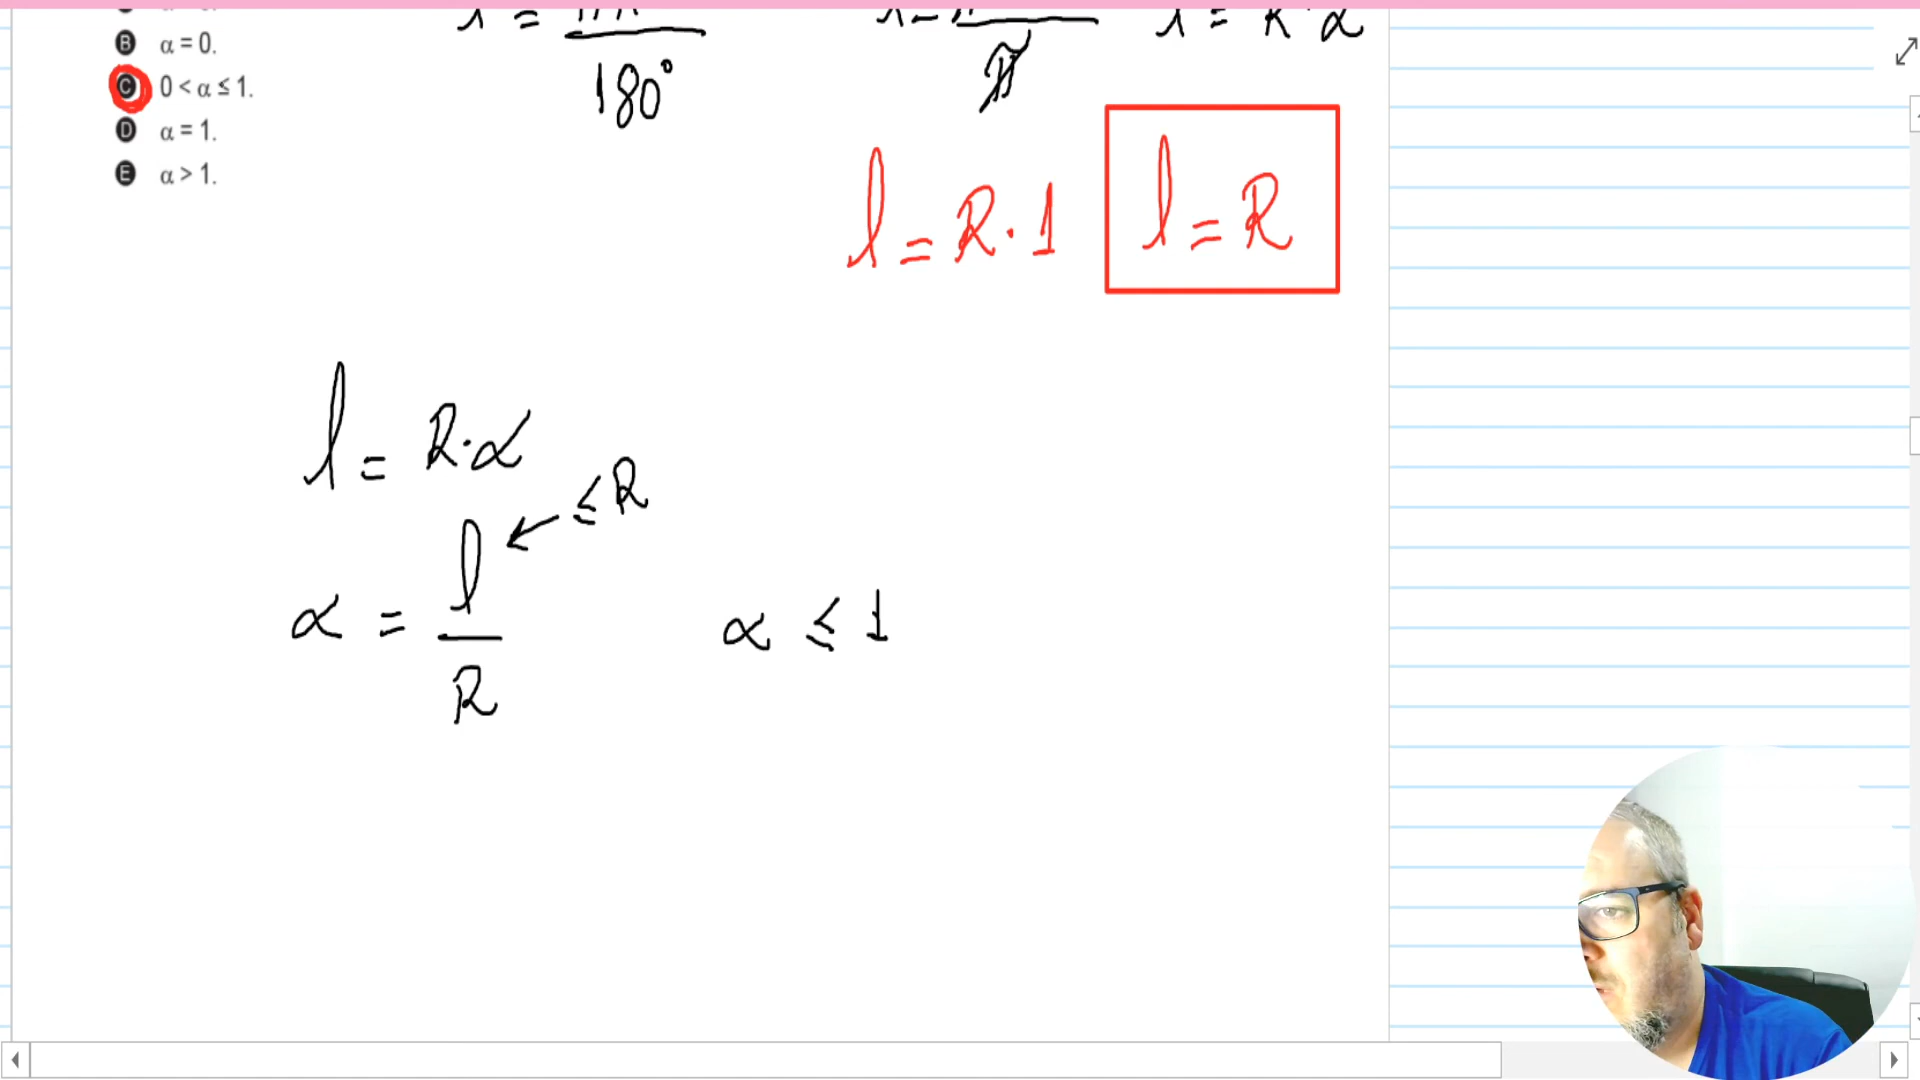 B α = 0.
C 0 < α ≤ 1.
D α = 1.
E α > 1.
180°
π
l = R · α
l = R · 1
l = R
l = R · α
≤ R
α = l / R
α ≤ 1